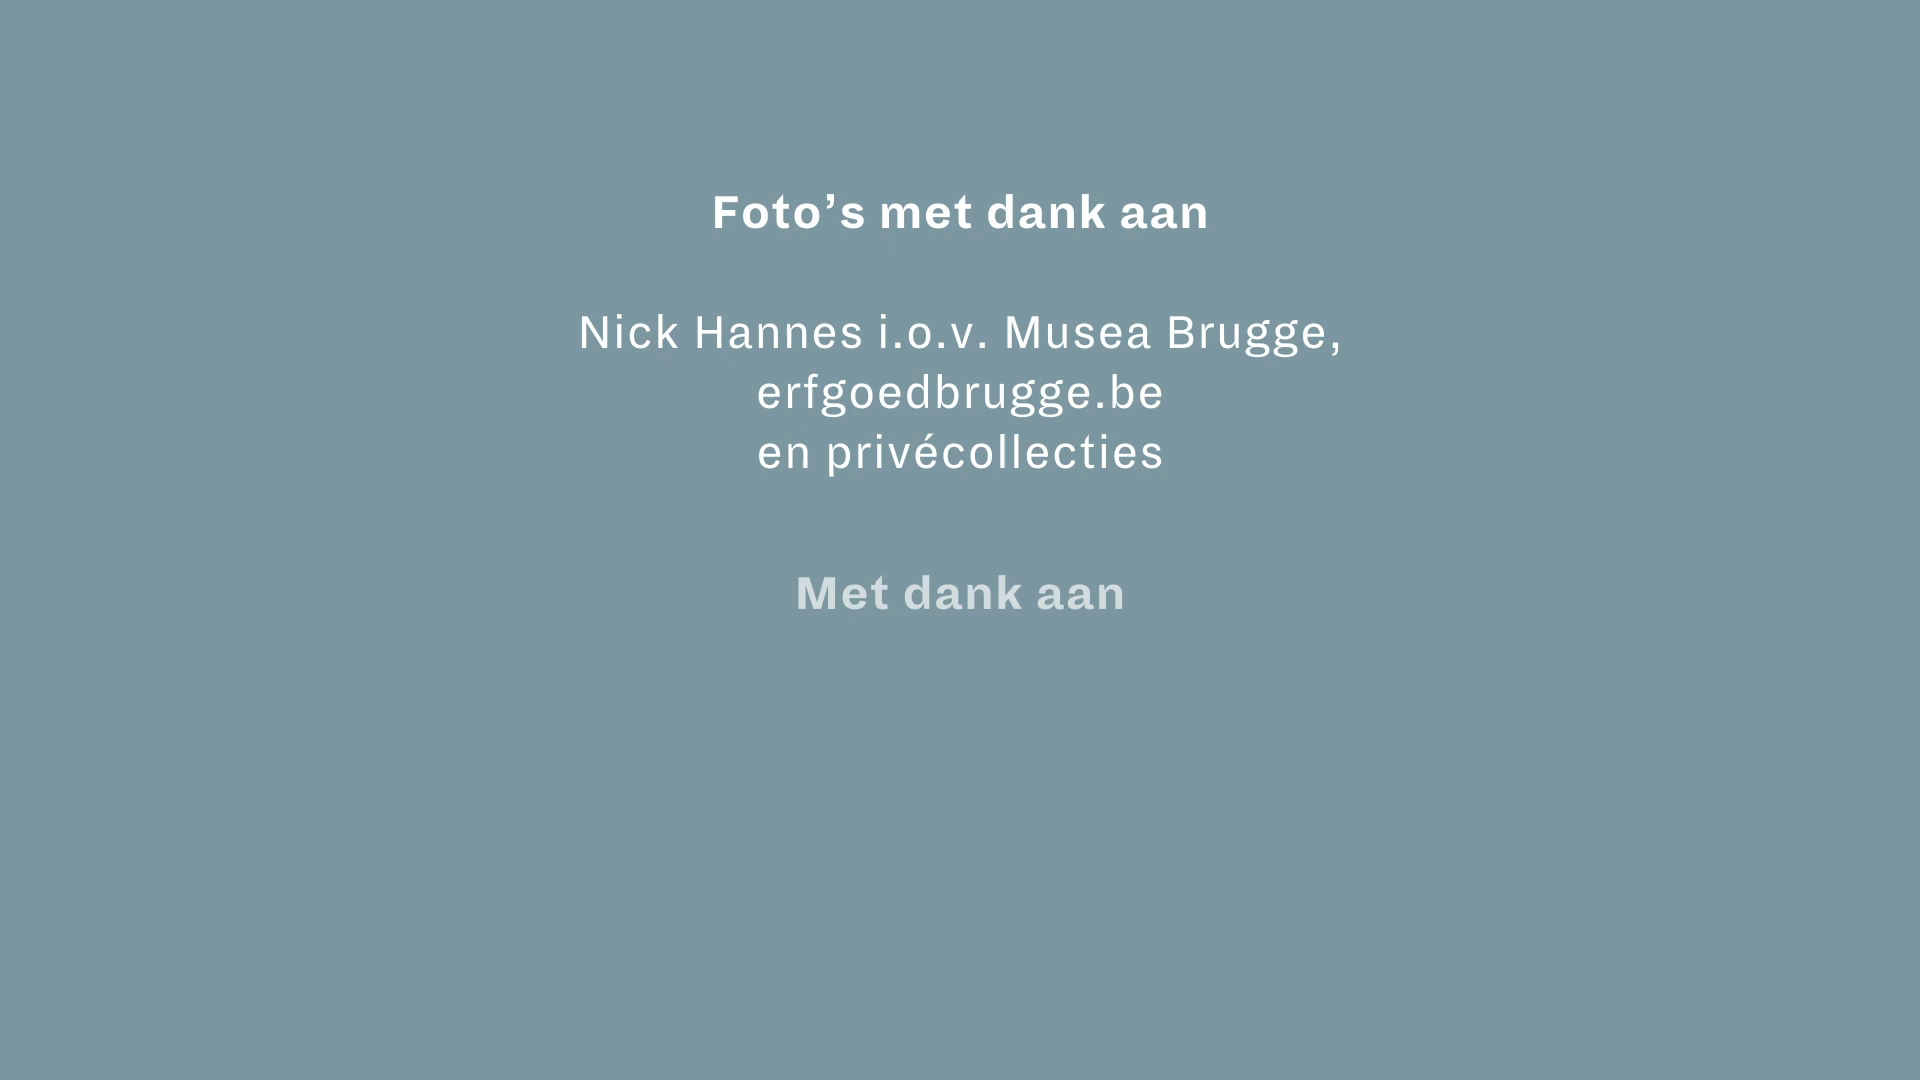 Foto’s met dank aan
Nick Hannes i.o.v. Musea Brugge,
erfgoedbrugge.be
en privécollecties
Met dank aan